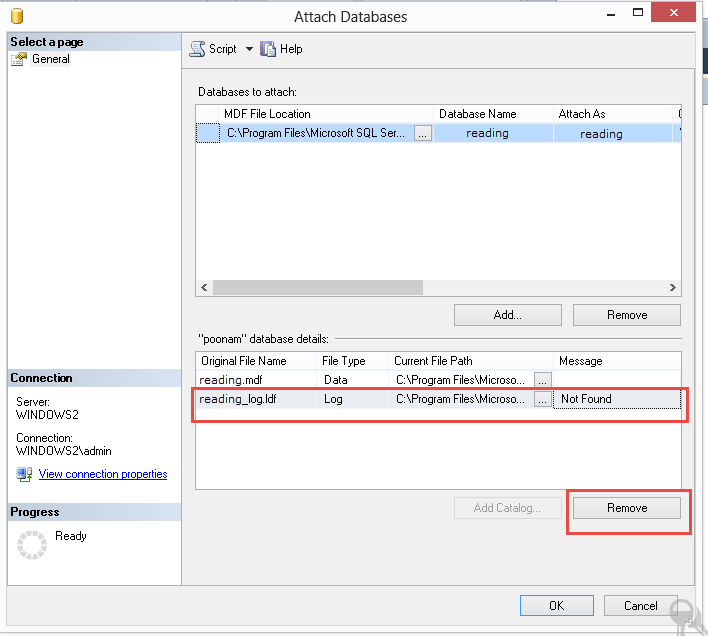 Attach Databases
Select a page
General
Script Help
Databases to attach:
MDF File Location Database Name Attach As
C:\Program Files\Microsoft SQL Ser... ... reading reading
Add... Remove
"poonam" database details:
Original File Name File Type Current File Path Message
reading.mdf Data C:\Program Files\Microso... ...
reading_log.ldf Log C:\Program Files\Microso... ... Not Found
Add Catalog... Remove
Connection
Server:
WINDOWS2
Connection:
WINDOWS2\admin
View connection properties
Progress
Ready
OK Cancel